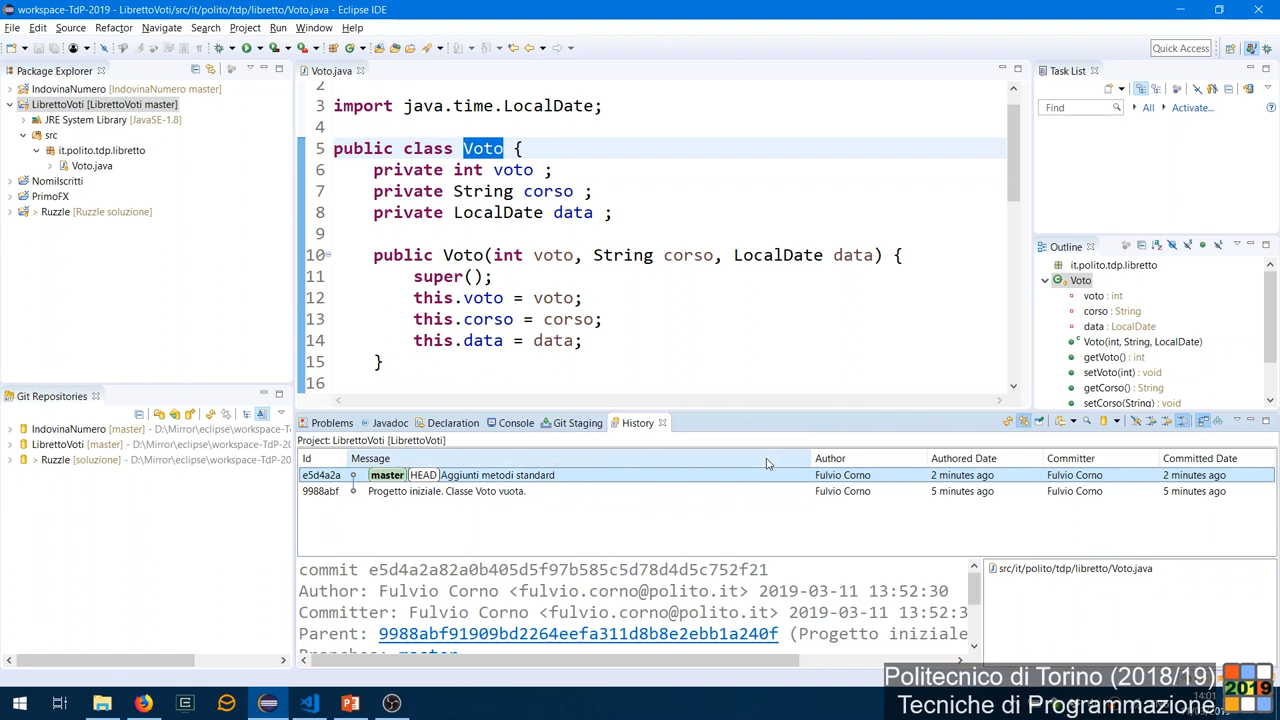 workspace-TdP-2019 - LibrettoVoti/src/it/polito/tdp/libretto/Voto.java - Eclipse IDE
File Edit Source Refactor Navigate Search Project Run Window Help
Quick Access
Package Explorer
IndovinaNumero [IndovinaNumero master]
LibrettoVoti [LibrettoVoti master]
JRE System Library [JavaSE-1.8]
src
it.polito.tdp.libretto
Voto.java
NomiIscritti
PrimoFX
> Ruzzle [Ruzzle soluzione]
Git Repositories
IndovinaNumero [master] - D:\Mirror\eclipse\workspace-TdP-20
LibrettoVoti [master] - D:\Mirror\eclipse\workspace-TdP-2019
> Ruzzle [soluzione] - D:\Mirror\eclipse\workspace-TdP-2019
Voto.java
2
3 import java.time.LocalDate;
4
5 public class Voto {
6 private int voto ;
7 private String corso ;
8 private LocalDate data ;
9
10 public Voto(int voto, String corso, LocalDate data) {
11 super();
12 this.voto = voto;
13 this.corso = corso;
14 this.data = data;
15 }
16
Task List
Find All Activate...
Outline
it.polito.tdp.libretto
Voto
voto : int
corso : String
data : LocalDate
Voto(int, String, LocalDate)
getVoto() : int
setVoto(int) : void
getCorso() : String
setCorso(String) : void
Problems Javadoc Declaration Console Git Staging History
Project: LibrettoVoti [LibrettoVoti]
Id Message Author Authored Date Committer Committed Date
e5d4a2a master HEAD Aggiunti metodi standard Fulvio Corno 2 minutes ago Fulvio Corno 2 minutes ago
9988abf Progetto iniziale. Classe Voto vuota. Fulvio Corno 5 minutes ago Fulvio Corno 5 minutes ago
commit e5d4a2a82a0b405d5f97b585c5d78d4d5c752f21
Author: Fulvio Corno <fulvio.corno@polito.it> 2019-03-11 13:52:30
Committer: Fulvio Corno <fulvio.corno@polito.it> 2019-03-11 13:52:3
Parent: 9988abf91909bd2264eefa311d8b8e2ebb1a240f (Progetto iniziale
Branches: master
src/it/polito/tdp/libretto/Voto.java
Politecnico di Torino (2018/19)
Tecniche di Programmazione
2019
14:01